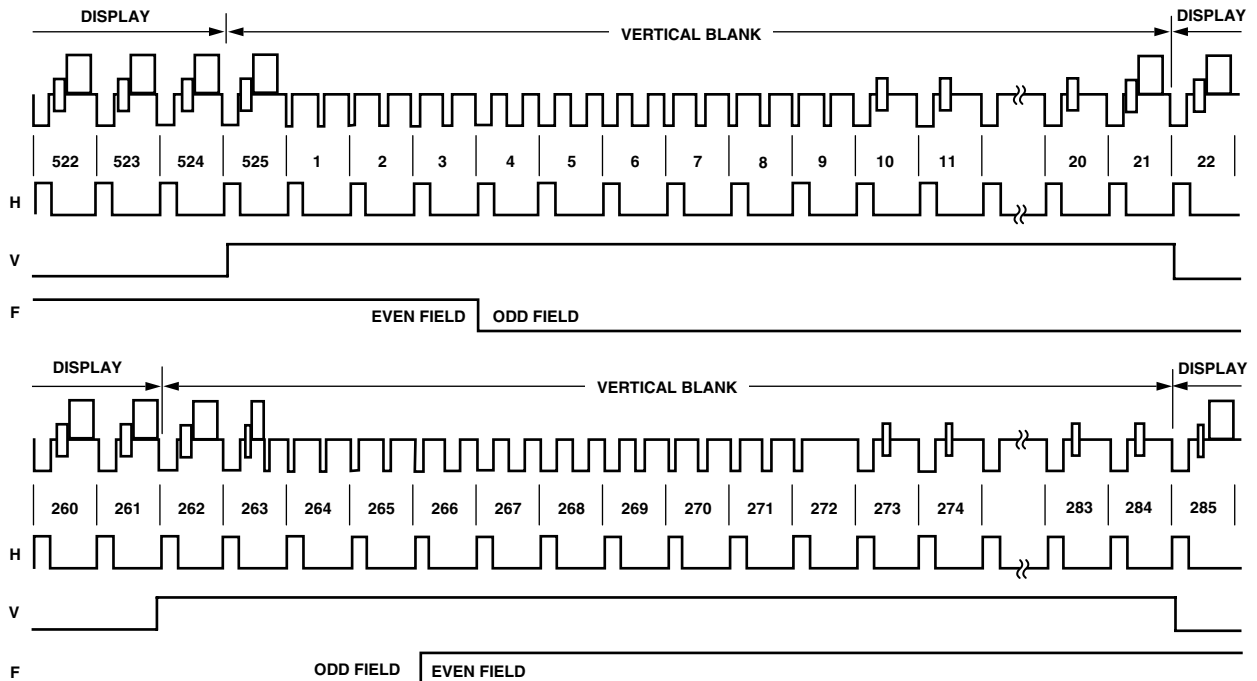 DISPLAY VERTICAL BLANK DISPLAY
522 523 524 525 1 2 3 4 5 6 7 8 9 10 11 20 21 22
H
V
F EVEN FIELD ODD FIELD
DISPLAY VERTICAL BLANK DISPLAY
260 261 262 263 264 265 266 267 268 269 270 271 272 273 274 283 284 285
H
V
F ODD FIELD EVEN FIELD